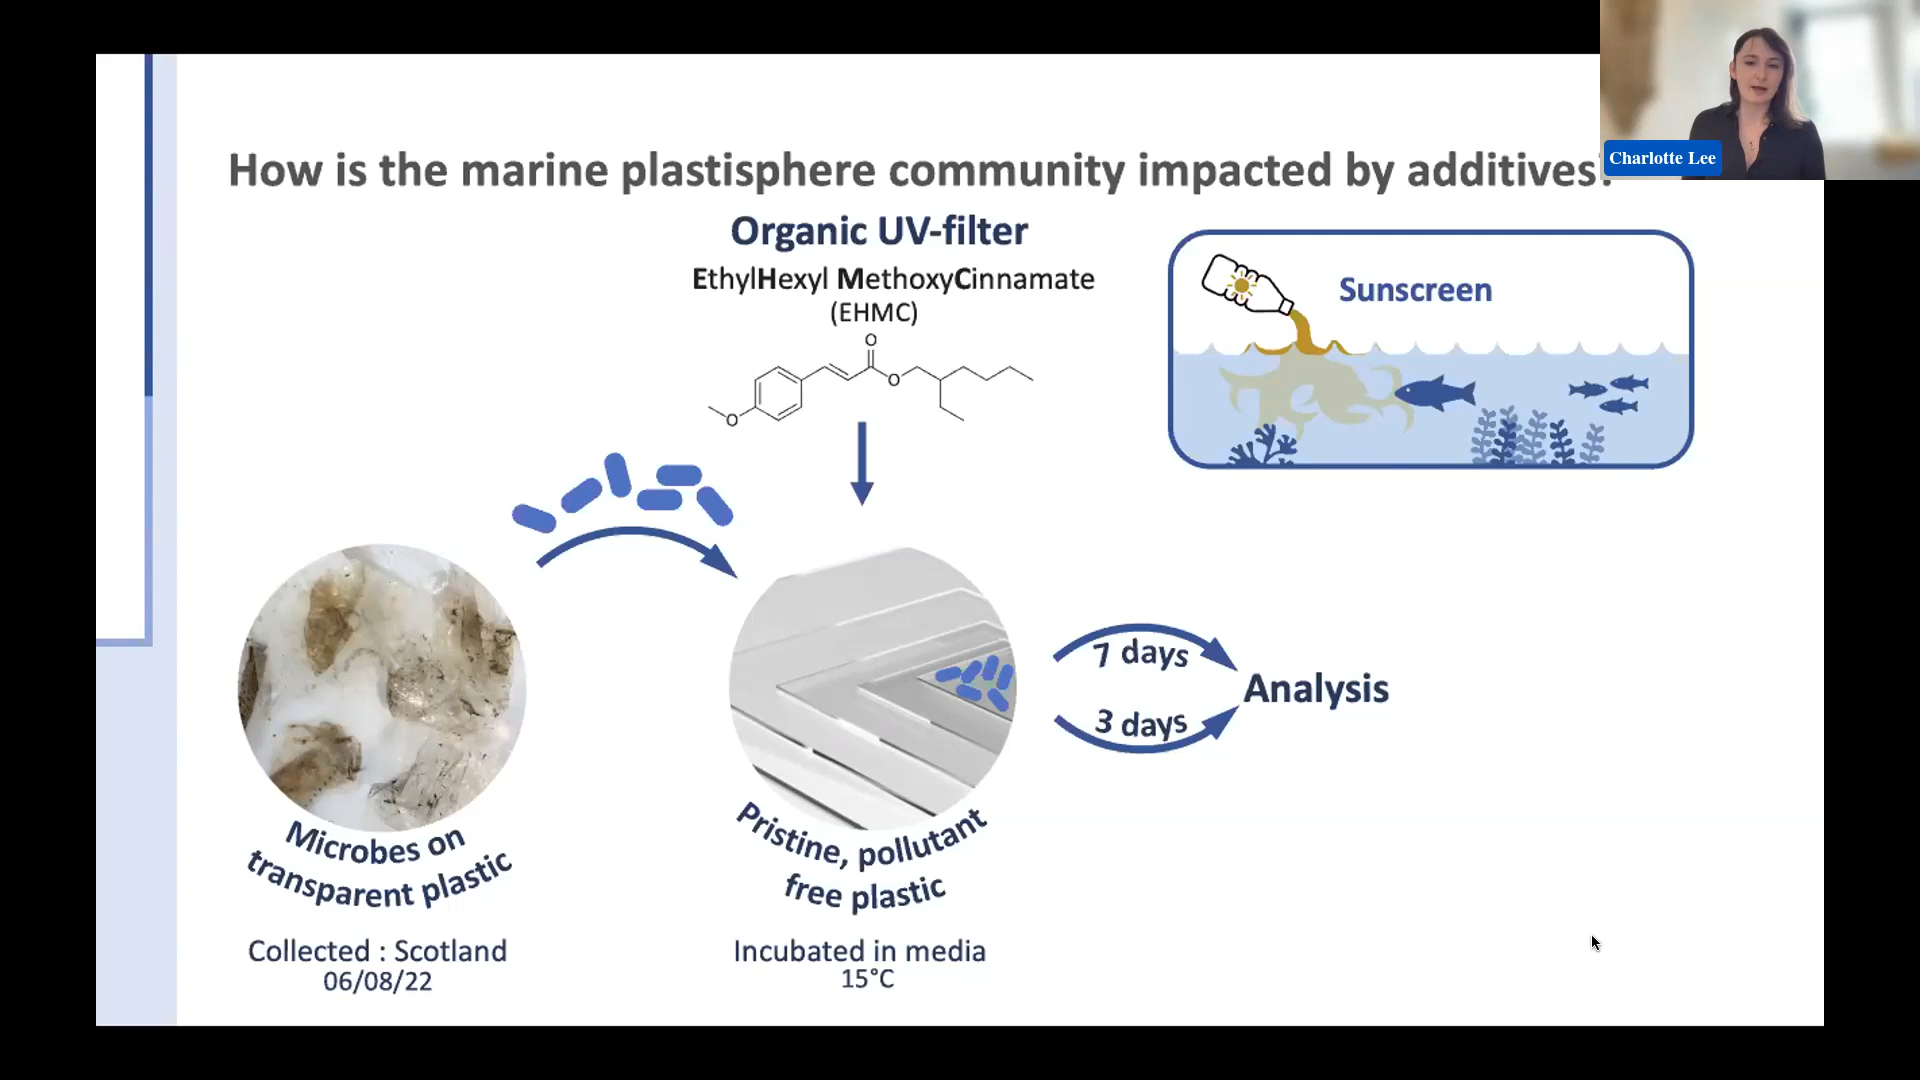 How is the marine plastisphere community impacted by additives?
Charlotte Lee
Organic UV-filter
EthylHexyl MethoxyCinnamate
(EHMC)
O
O
O
Sunscreen
7 days
3 days
Analysis
Microbes on
transparent plastic
Collected : Scotland
06/08/22
Pristine, pollutant
free plastic
Incubated in media
15°C